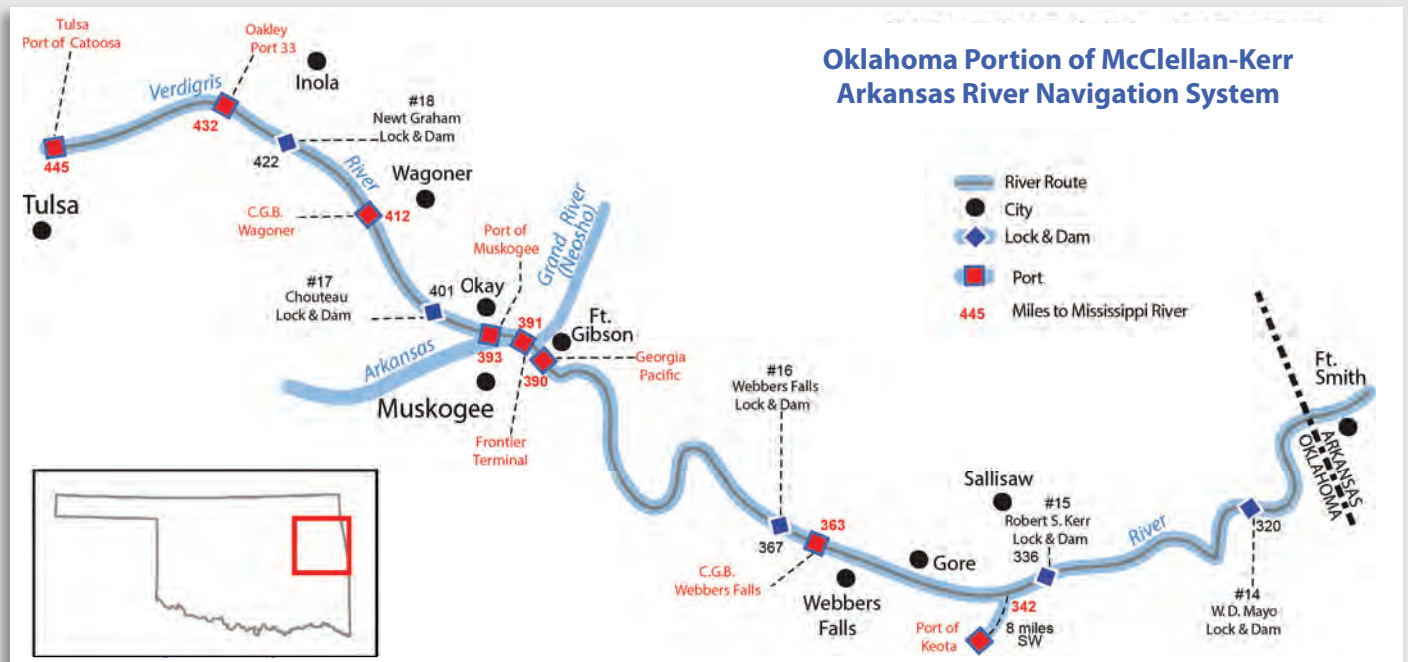 Oklahoma Portion of McClellan-Kerr
Arkansas River Navigation System
Tulsa
Port of Catoosa
Verdigris
Oakley
Port 33
Inola
#18
Newt Graham
Lock & Dam
445
432
422
Tulsa
River
Wagoner
C.G.B.
Wagoner
412
Port of
Muskogee
Grand River
(Neosho)
#17
Chouteau
Lock & Dam
401
Okay
391
Ft.
Gibson
Arkansas
393
390
Georgia
Pacific
Muskogee
Frontier
Terminal
River Route
City
Lock & Dam
Port
445
Miles to Mississippi River
#16
Webbers Falls
Lock & Dam
Ft.
Smith
ARKANSAS
OKLAHOMA
Sallisaw
#15
Robert S. Kerr
Lock & Dam
336
River
320
367
363
C.G.B.
Webbers Falls
Gore
Webbers
Falls
342
8 miles
SW
Port of
Keota
#14
W. D. Mayo
Lock & Dam